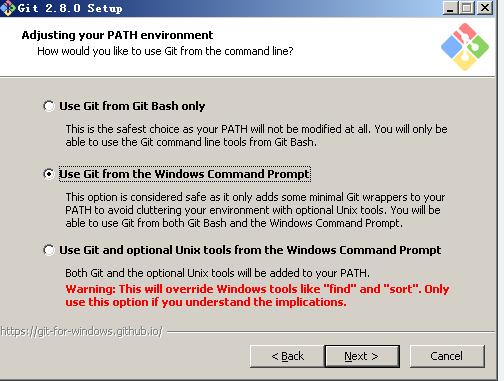 Git 2.8.0 Setup
Adjusting your PATH environment
How would you like to use Git from the command line?
Use Git from Git Bash only
This is the safest choice as your PATH will not be modified at all. You will only be
able to use the Git command line tools from Git Bash.
Use Git from the Windows Command Prompt
This option is considered safe as it only adds some minimal Git wrappers to your
PATH to avoid cluttering your environment with optional Unix tools. You will be
able to use Git from both Git Bash and the Windows Command Prompt.
Use Git and optional Unix tools from the Windows Command Prompt
Both Git and the optional Unix tools will be added to your PATH.
Warning: This will override Windows tools like "find" and "sort". Only
use this option if you understand the implications.
https://git-for-windows.github.io/
< Back
Next >
Cancel